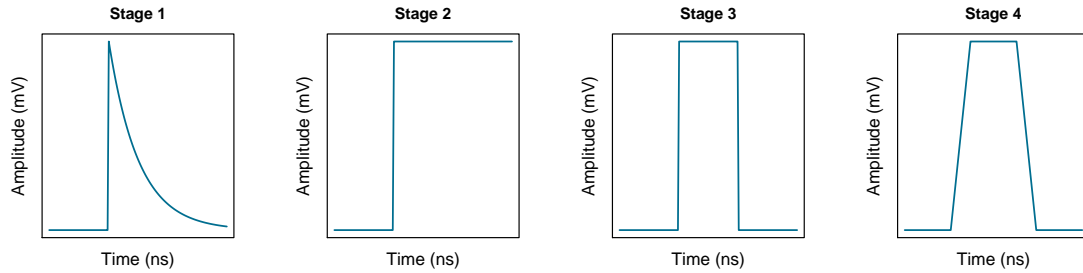 Stage 1
Stage 2
Stage 3
Stage 4
Amplitude (mV)
Amplitude (mV)
Amplitude (mV)
Amplitude (mV)
Time (ns)
Time (ns)
Time (ns)
Time (ns)